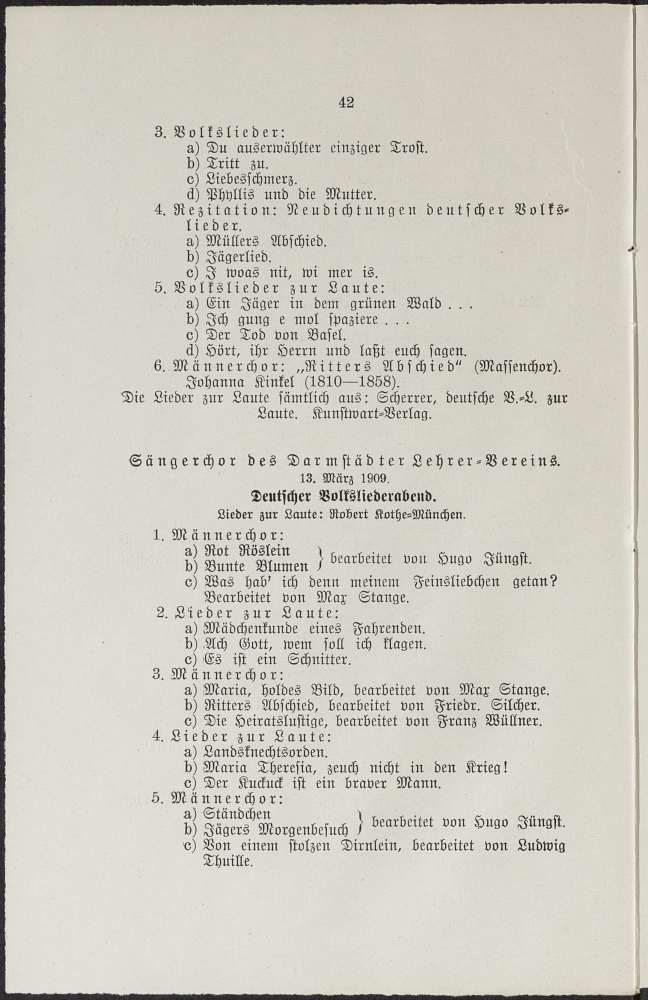 42
3. Volkslieder:
a) Du auserwählter einziger Trost.
b) Tritt zu.
c) Liebesschmerz.
d) Phyllis und die Mutter.
4. Rezitation: Neudichtungen deutscher Volks-
lieder.
a) Müllers Abschied.
b) Jägerlied.
c) I woas nit, wi mer is.
5. Volkslieder zur Laute:
a) Ein Jäger in dem grünen Wald . . .
b) Ich gung e mol spaziere . . .
c) Der Tod von Basel.
d) Hört, ihr Herrn und laßt euch sagen.
6. Männerchor: „Ritters Abschied" (Massenchor).
Johanna Kinkel (1810—1858).
Die Lieder zur Laute sämtlich aus: Scherrer, deutsche V.-L. zur
Laute. Kunstwart-Verlag.
Sängerchor des Darmstädter Lehrer-Vereins.
13. März 1909.
Deutscher Volksliederabend.
Lieder zur Laute: Robert Kothe-München.
1. Männerchor:
a) Rot Röslein
b) Bunte Blumen } bearbeitet von Hugo Jüngst.
c) Was hab' ich denn meinem Feinsliebchen getan?
Bearbeitet von Max Stange.
2. Lieder zur Laute:
a) Mädchenkunde eines Fahrenden.
b) Ach Gott, wem soll ich klagen.
c) Es ist ein Schnitter.
3. Männerchor:
a) Maria, holdes Bild, bearbeitet von Max Stange.
b) Ritters Abschied, bearbeitet von Friedr. Silcher.
c) Die Heiratslustige, bearbeitet von Franz Wüllner.
4. Lieder zur Laute:
a) Landsknechtsorden.
b) Maria Theresia, zeuch nicht in den Krieg!
c) Der Kuckuck ist ein braver Mann.
5. Männerchor:
a) Ständchen
b) Jägers Morgenbesuch } bearbeitet von Hugo Jüngst.
c) Von einem stolzen Dirnlein, bearbeitet von Ludwig
Thuille.